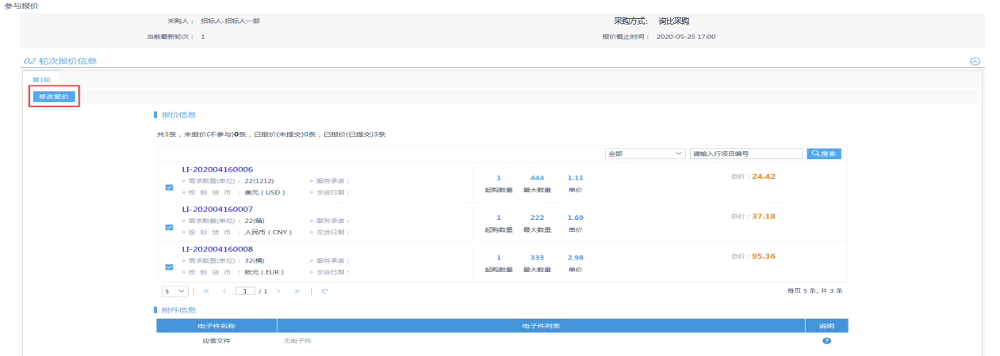 参与报价
采购人： 招标人-招标人一部 采购方式： 询比采购
当前最新轮次： 1 报价截止时间： 2020-05-25 17:00
02 轮次报价信息
第1轮
修改报价
报价信息
共3条，未报价(不参与)0条，已报价(未提交)0条，已报价(已提交)3条
全部 请输入行项目编号 搜索
LI-202004160006
需求数量(单位)： 22(1212) 服务承诺： 1 444 1.11 总价：24.42
投 标 货 币 ：美元（USD） 交货日期： 起购数量 最大数量 单价
LI-202004160007
需求数量(单位)： 22(箱) 服务承诺： 1 222 1.69 总价：37.18
投 标 货 币 ：人民币（CNY） 交货日期： 起购数量 最大数量 单价
LI-202004160008
需求数量(单位)： 32(桶) 服务承诺： 1 333 2.98 总价：95.36
投 标 货 币 ：欧元（EUR） 交货日期： 起购数量 最大数量 单价
5 1 / 1 每页 5 条, 共 3 条
附件信息
电子件名称 电子件列表 说明
应答文件 无电子件